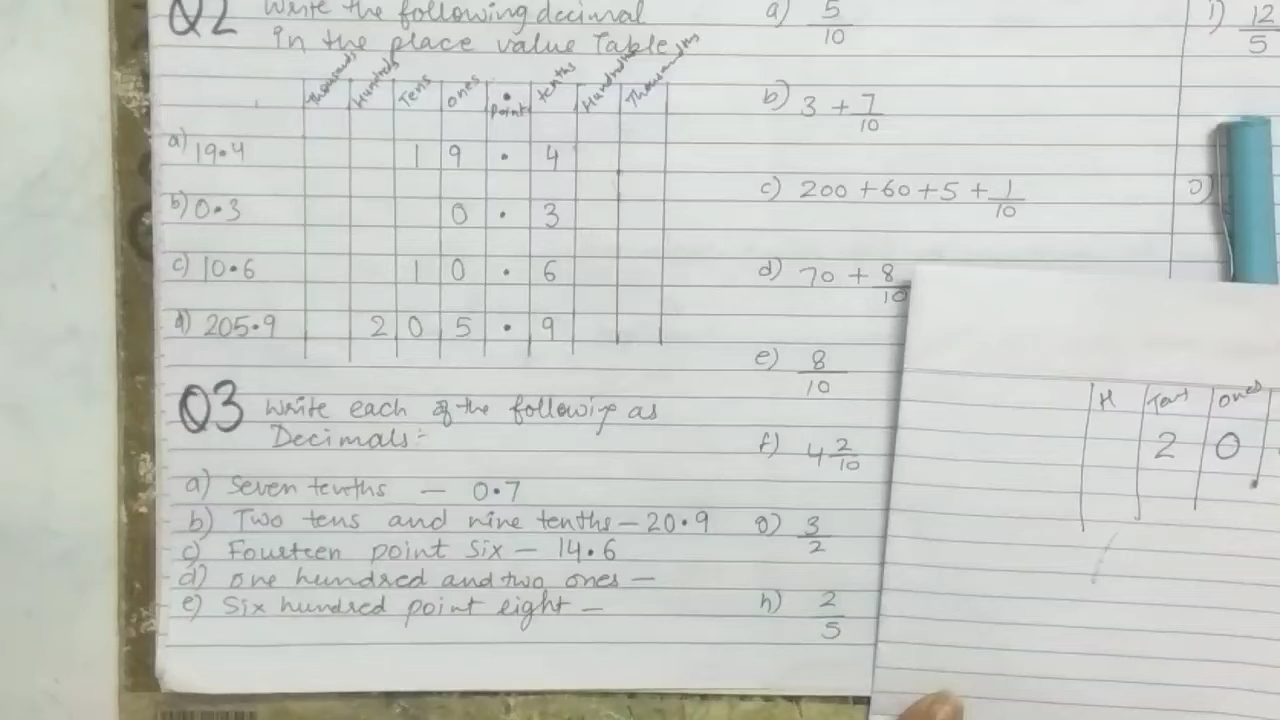 Q2 Write the following decimal
in the place value Table
Thousands Hundreds Tens ones • Point tenths Hundredths Thousandths
a) 19.4 1 9 . 4
b) 0.3 0 . 3
c) 10.6 1 0 . 6
d) 205.9 2 0 5 . 9
Q3 Write each of the following as
Decimals:-
a) Seven tenths — 0.7
b) Two tens and nine tenths — 20.9
c) Fourteen point six — 14.6
d) one hundred and two ones —
e) Six hundred point eight —
a) 5/10
b) 3 + 7/10
c) 200 + 60 + 5 + 1/10
d) 70 + 8/10
e) 8/10
f) 4 2/10
g) 3/2
h) 2/5
i) 12/5
H Tens ones
2 0 .